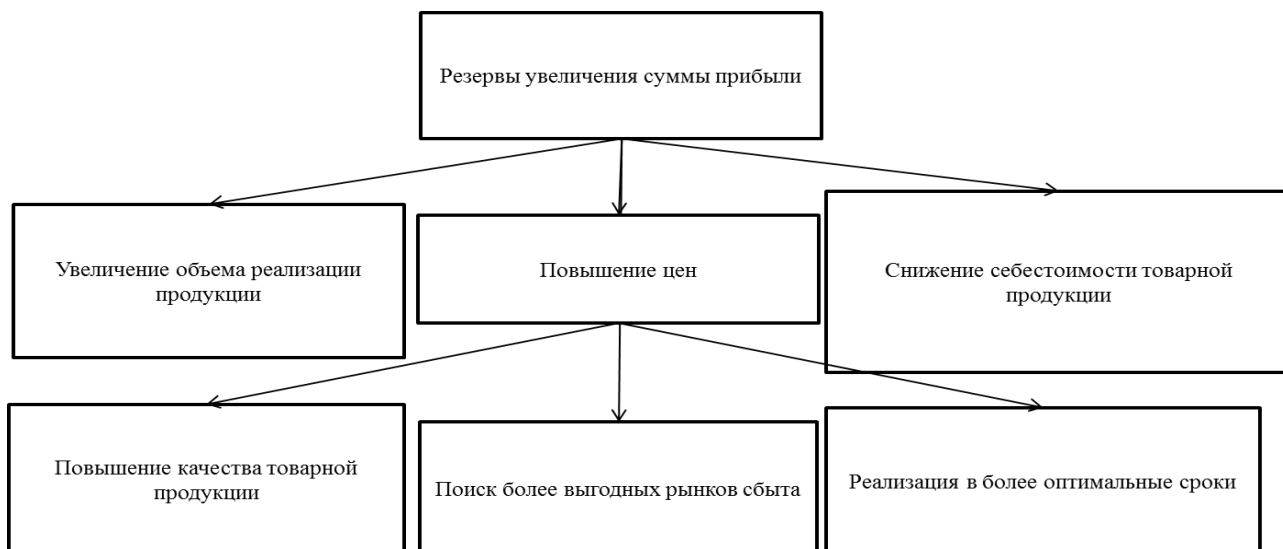 Резервы увеличения суммы прибыли
Увеличение объема реализации
продукции
Повышение цен
Снижение себестоимости товарной
продукции
Повышение качества товарной
продукции
Поиск более выгодных рынков сбыта
Реализация в более оптимальные сроки